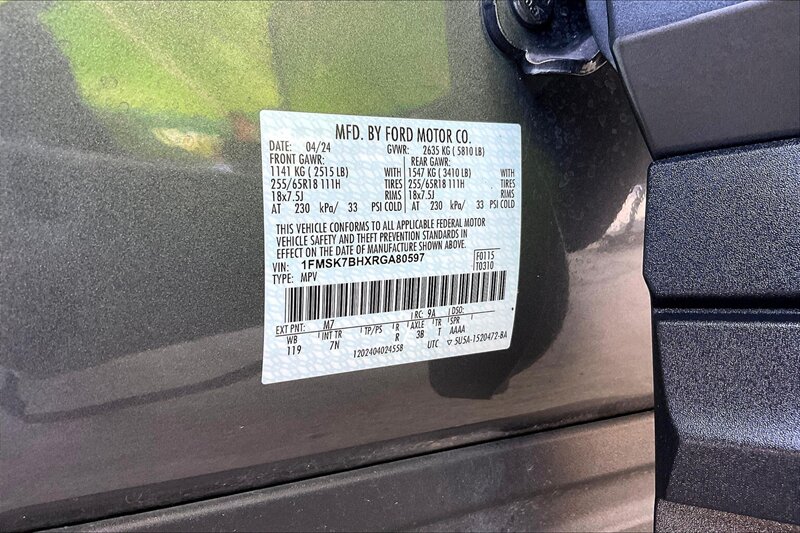 MFD. BY FORD MOTOR CO.
DATE: 04/24 GVWR: 2635 KG ( 5810 LB)
FRONT GAWR: REAR GAWR:
1141 KG ( 2515 LB) WITH 1547 KG ( 3410 LB) WITH
255/65R18 111H TIRES 255/65R18 111H TIRES
18x7.5J RIMS 18x7.5J RIMS
AT 230 kPa/ 33 PSI COLD AT 230 kPa/ 33 PSI COLD
THIS VEHICLE CONFORMS TO ALL APPLICABLE FEDERAL MOTOR
VEHICLE SAFETY AND THEFT PREVENTION STANDARDS IN
EFFECT ON THE DATE OF MANUFACTURE SHOWN ABOVE.
VIN: 1FMSK7BHXRGA80597 F0115
TYPE: MPV T0310
EXT PNT: M7 RC: 9A DSO:
WB INT TR TP/PS R AXLE TR SPR
119 7N R 3B T AAAA
1202404024558 UTC ▽ 5U5A-1520472-BA